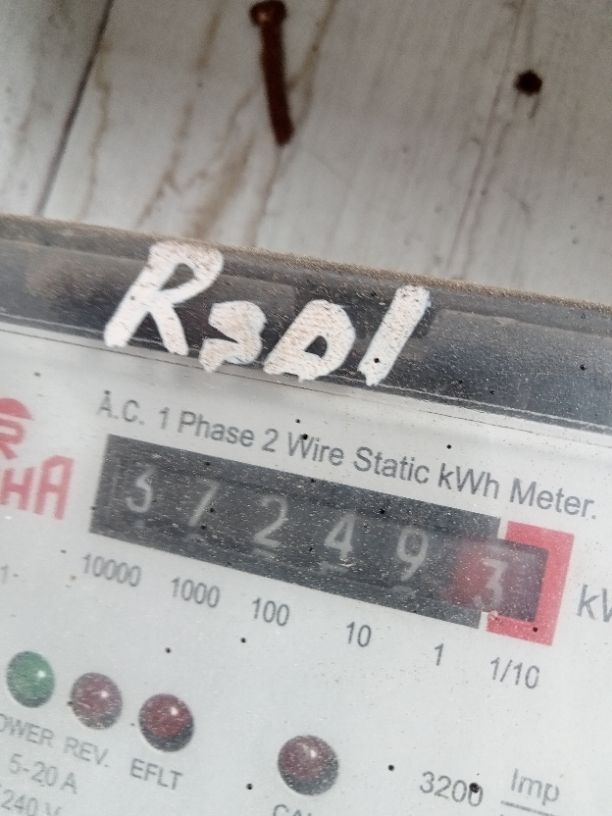 R301
A.C. 1 Phase 2 Wire Static kWh Meter.
HA
372493
10000 1000 100 10 1 1/10
REV. EFLT
5-20 A
3200 Imp
240 V